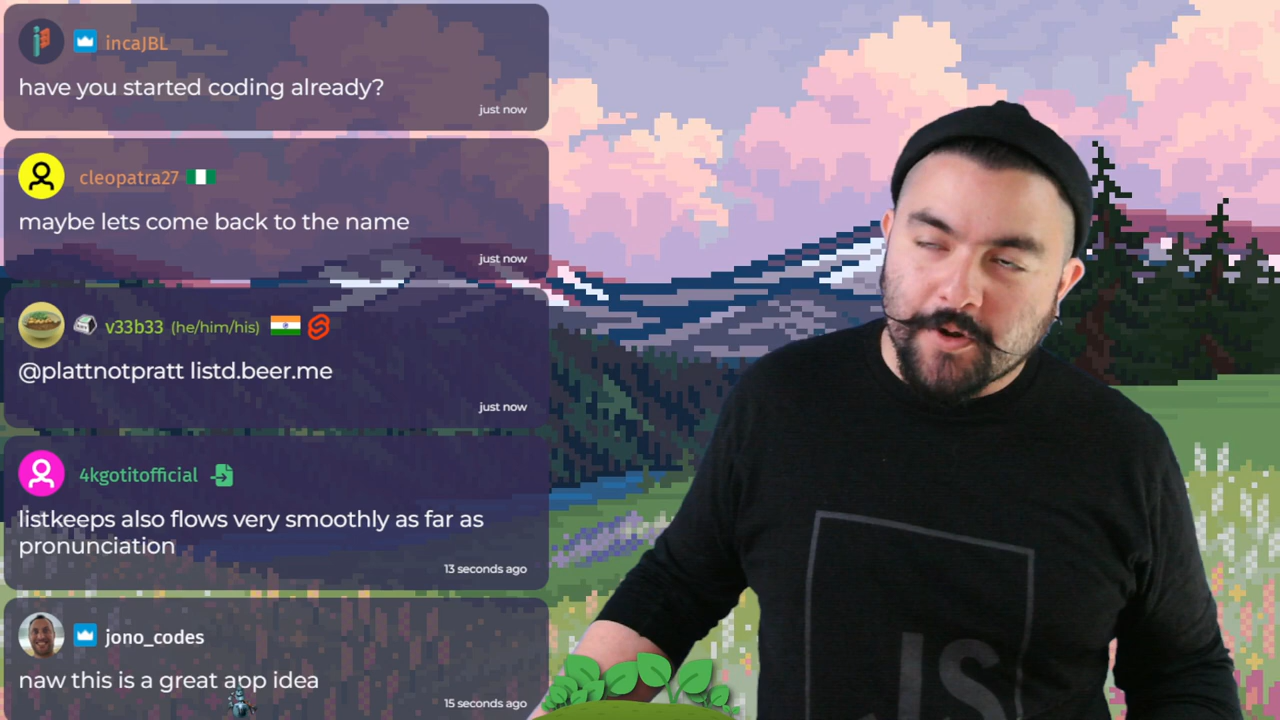 incaJBL
have you started coding already?
just now
cleopatra27
maybe lets come back to the name
just now
v33b33 (he/him/his)
@plattnotpratt listd.beer.me
just now
4kgotitofficial
listkeeps also flows very smoothly as far as
pronunciation
13 seconds ago
jono_codes
naw this is a great app idea
15 seconds ago
JS